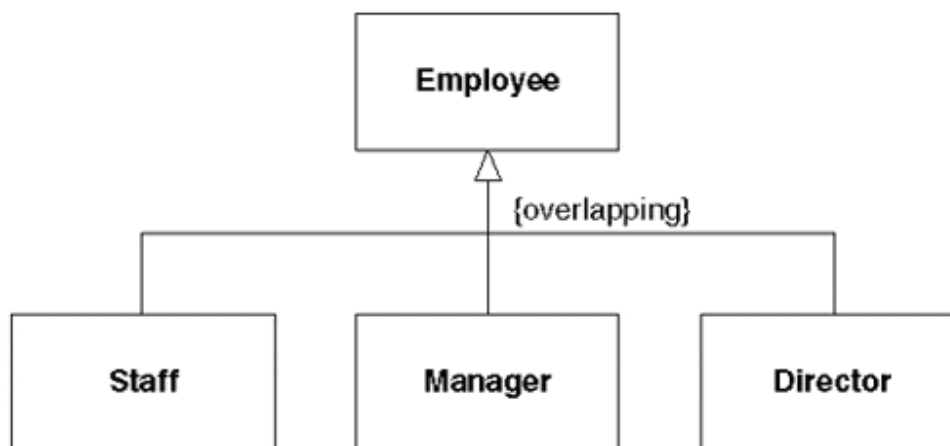 Employee
{overlapping}
Staff
Manager
Director